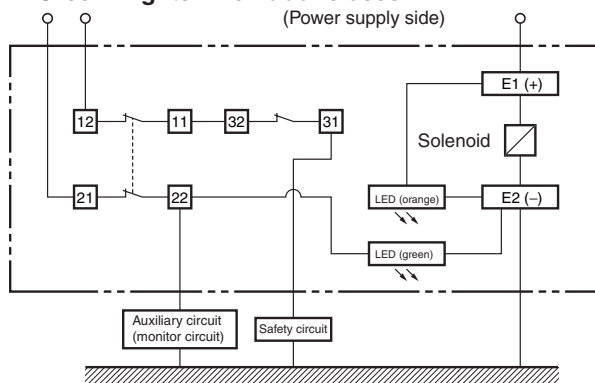 (Power supply side)
E1 (+)
12
11
32
31
Solenoid
21
22
LED (orange)
E2 (–)
LED (green)
Auxiliary circuit
(monitor circuit)
Safety circuit